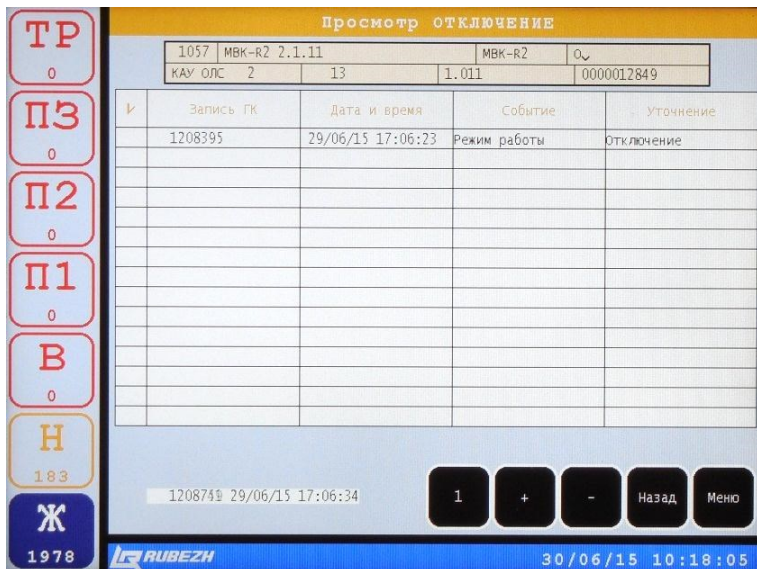 Просмотр ОТКЛЮЧЕНИЕ
ТР
0
ПЗ
0
П2
0
П1
0
В
0
Н
183
Ж
1978
1057 МВК-R2 2.1.11 МВК-R2
КАУ ОЛС 2 13 1.011 0000012849
V Запись ГК Дата и время Событие Уточнение
1208395 29/06/15 17:06:23 Режим работы Отключение
29/06/15 17:06:34
1 + - Назад Меню
RUBEZH 30/06/15 10:18:05